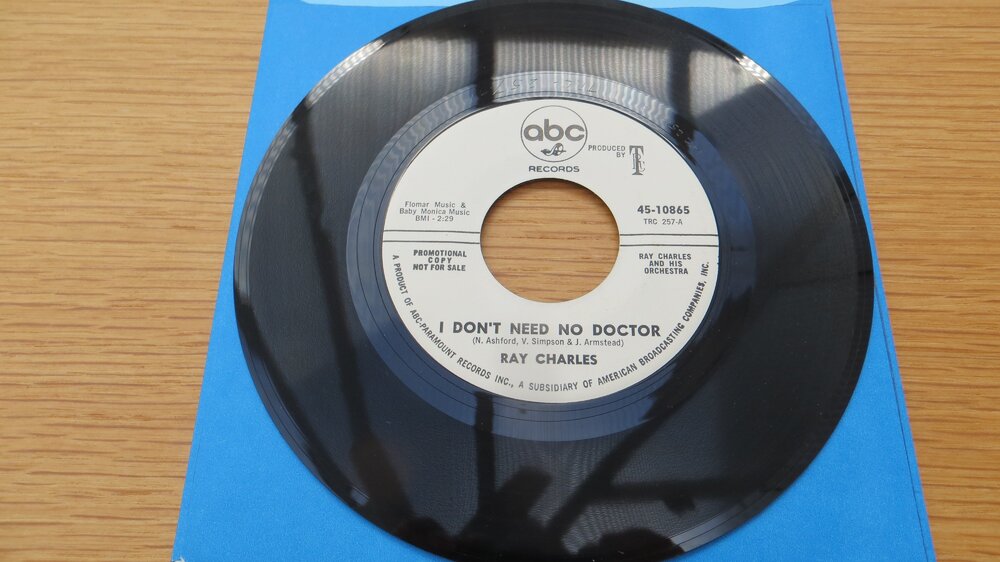 abc
RECORDS
PRODUCED
BY
Flomar Music &
Baby Monica Music
BMI - 2:29
45-10865
TRC 257-A
PROMOTIONAL
COPY
NOT FOR SALE
RAY CHARLES
AND HIS
ORCHESTRA
I DON'T NEED NO DOCTOR
(N. Ashford, V. Simpson & J. Armstead)
RAY CHARLES
A PRODUCT OF ABC-PARAMOUNT RECORDS INC., A SUBSIDIARY OF AMERICAN BROADCASTING COMPANIES, INC.